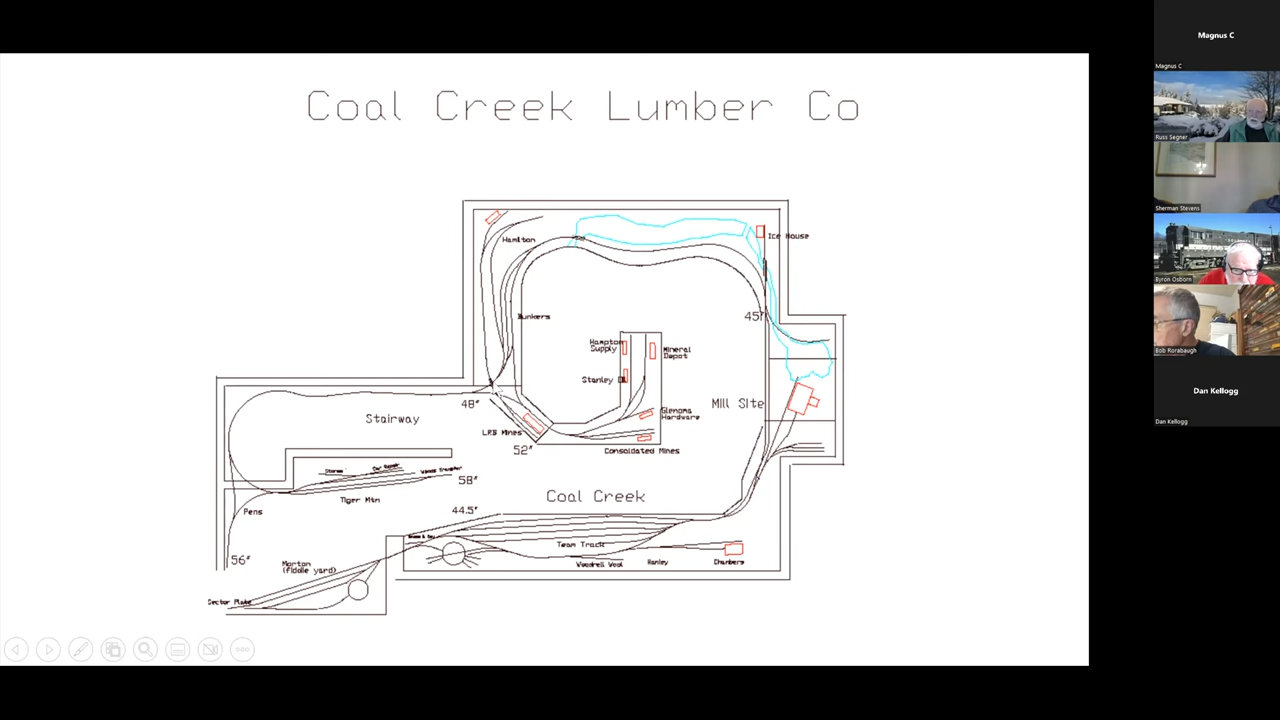 Coal Creek Lumber Co
Hamilton
Ice House
Bunkers
45"
Hampton
Supply
Mineral
Depot
Stanley
48"
Stairway
Mill Site
Glenoma
Hardware
LRB Mines
52"
Consolidated Mines
58"
Tiger Mtn
Pens
44.5"
Coal Creek
56"
Morton
(fiddle yard)
Team Track
Woodrell Wool
Hanley
Chambers
Sector Plate
Magnus C
Magnus C
Russ Segner
Sherman Stevens
Byron Osborn
Bob Rorabaugh
Dan Kellogg
Dan Kellogg